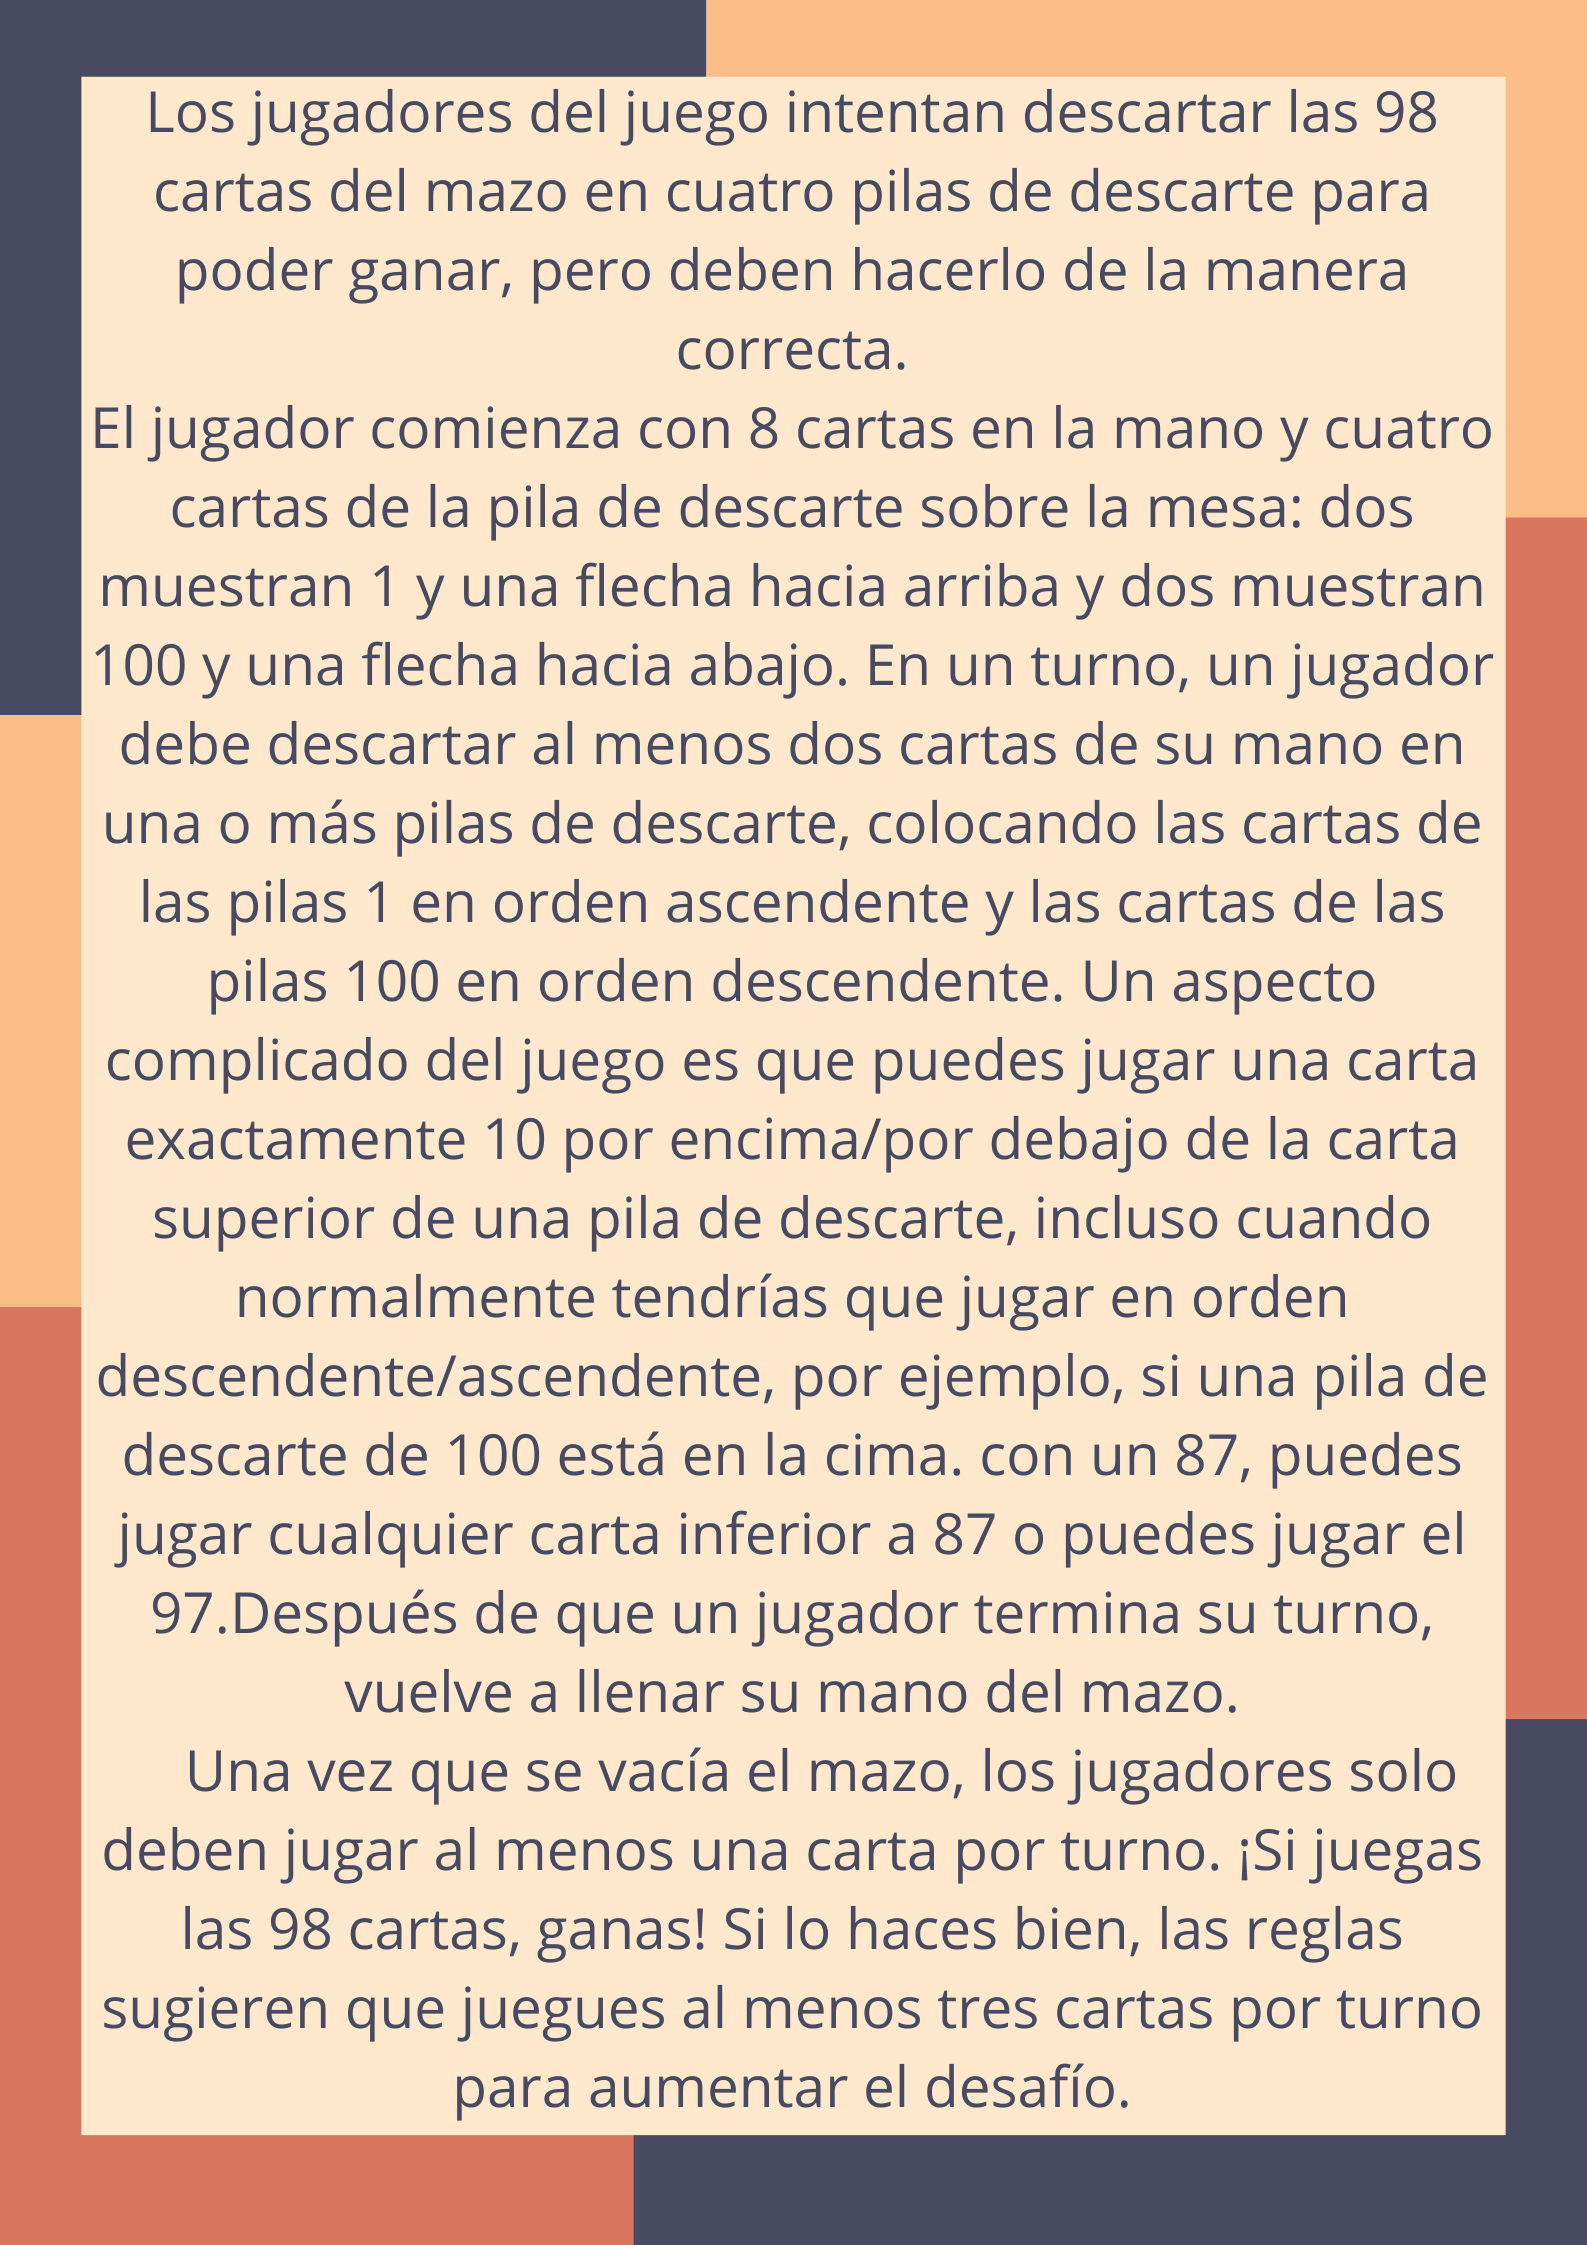 Los jugadores del juego intentan descartar las 98
cartas del mazo en cuatro pilas de descarte para
poder ganar, pero deben hacerlo de la manera
correcta.
El jugador comienza con 8 cartas en la mano y cuatro
cartas de la pila de descarte sobre la mesa: dos
muestran 1 y una flecha hacia arriba y dos muestran
100 y una flecha hacia abajo. En un turno, un jugador
debe descartar al menos dos cartas de su mano en
una o más pilas de descarte, colocando las cartas de
las pilas 1 en orden ascendente y las cartas de las
pilas 100 en orden descendente. Un aspecto
complicado del juego es que puedes jugar una carta
exactamente 10 por encima/por debajo de la carta
superior de una pila de descarte, incluso cuando
normalmente tendrías que jugar en orden
descendente/ascendente, por ejemplo, si una pila de
descarte de 100 está en la cima. con un 87, puedes
jugar cualquier carta inferior a 87 o puedes jugar el
97.Después de que un jugador termina su turno,
vuelve a llenar su mano del mazo.
Una vez que se vacía el mazo, los jugadores solo
deben jugar al menos una carta por turno. ¡Si juegas
las 98 cartas, ganas! Si lo haces bien, las reglas
sugieren que juegues al menos tres cartas por turno
para aumentar el desafío.